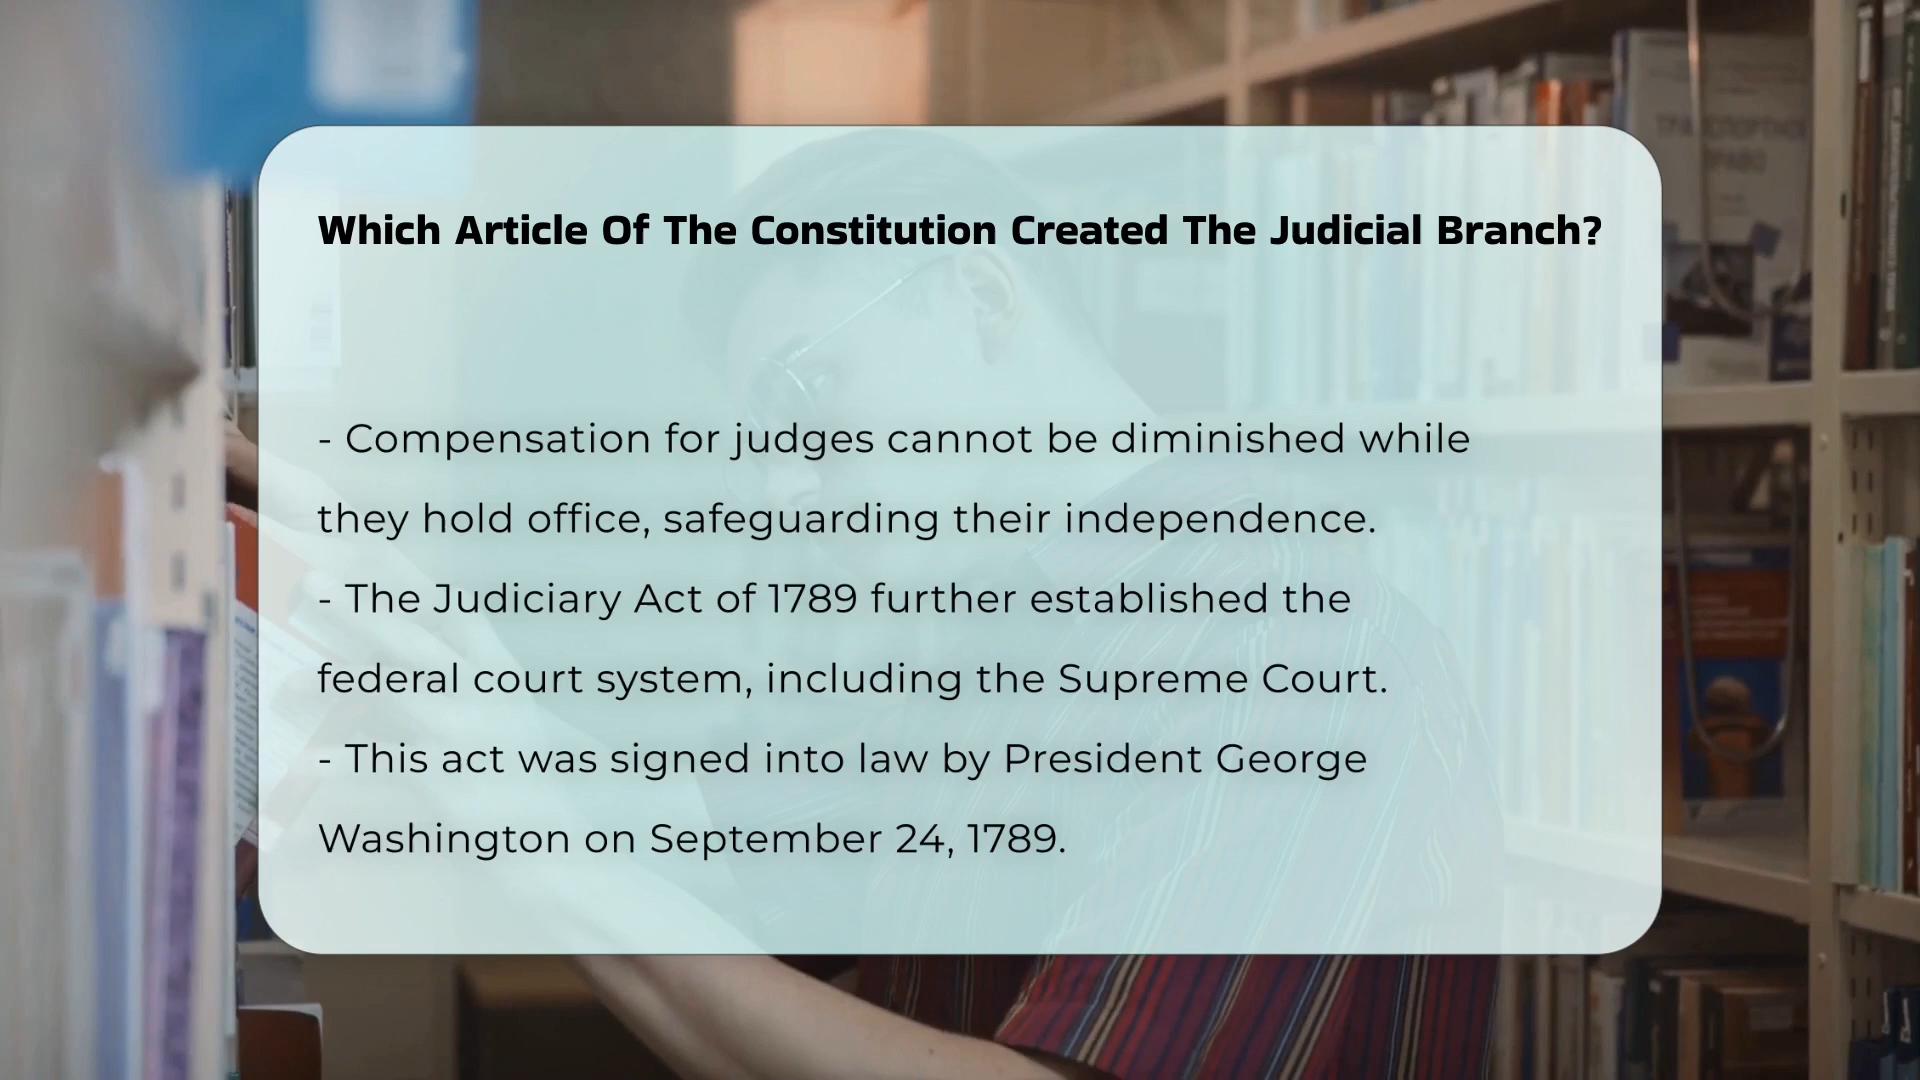 Which Article Of The Constitution Created The Judicial Branch?
- Compensation for judges cannot be diminished while
they hold office, safeguarding their independence.
- The Judiciary Act of 1789 further established the
federal court system, including the Supreme Court.
- This act was signed into law by President George
Washington on September 24, 1789.